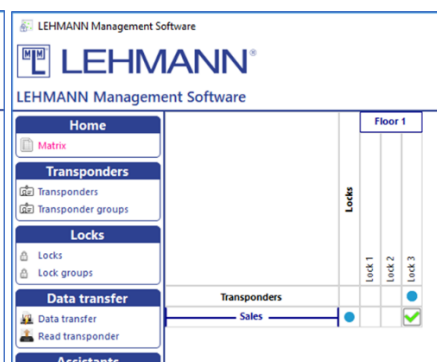 LEHMANN Management Software
LEHMANN®
LEHMANN Management Software
Home
Matrix
Transponders
Transponders
Transponder groups
Locks
Locks
Lock groups
Data transfer
Data transfer
Read transponder
Assistants
Floor 1
Locks
Lock 1
Lock 2
Lock 3
Transponders
Sales